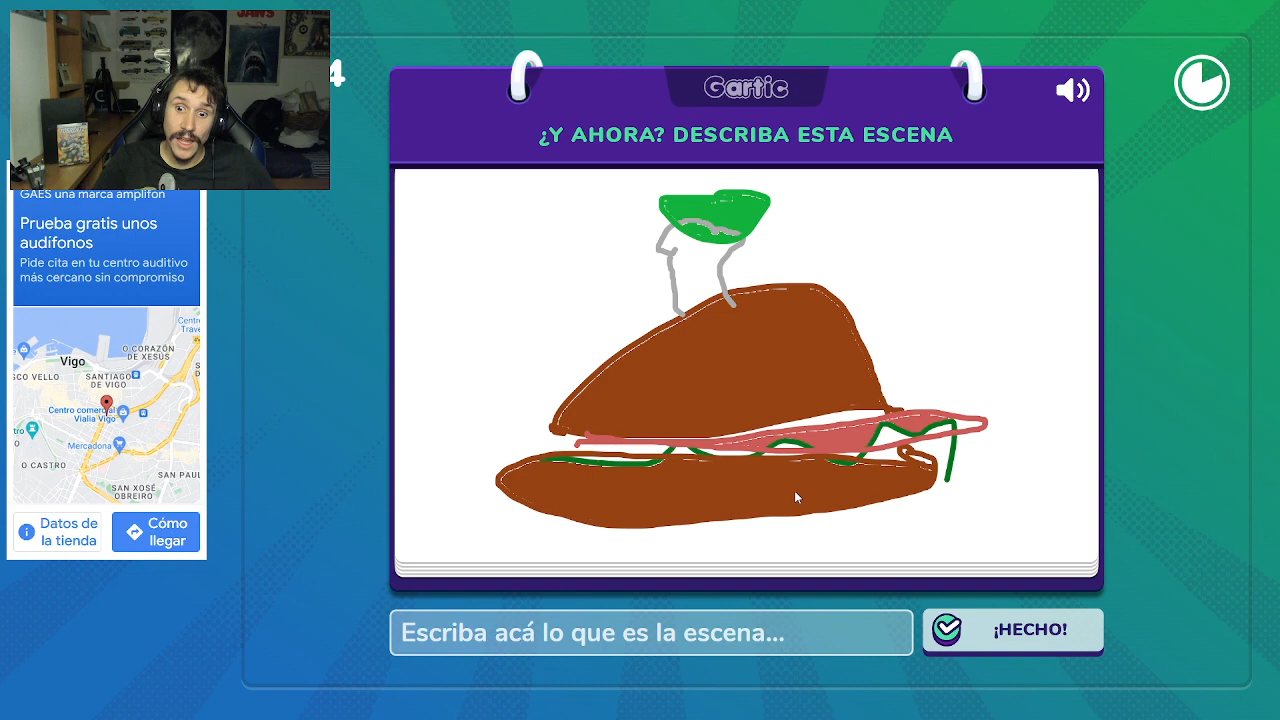 JAWS
4
Gartic
¿Y AHORA? DESCRIBA ESTA ESCENA
GAES una marca amplifon
Prueba gratis unos
audífonos
Pide cita en tu centro auditivo
más cercano sin compromiso
Vigo
O CORAZÓN
DE XESÚS
SCO VELLO
SANTIAGO
DE VIGO
Centro comercial
Vialia Vigo
Mercadona
O CASTRO
SAN PAUL
SAN XOSÉ
OBREIRO
Datos de
la tienda
Cómo
llegar
Escriba acá lo que es la escena...
¡HECHO!